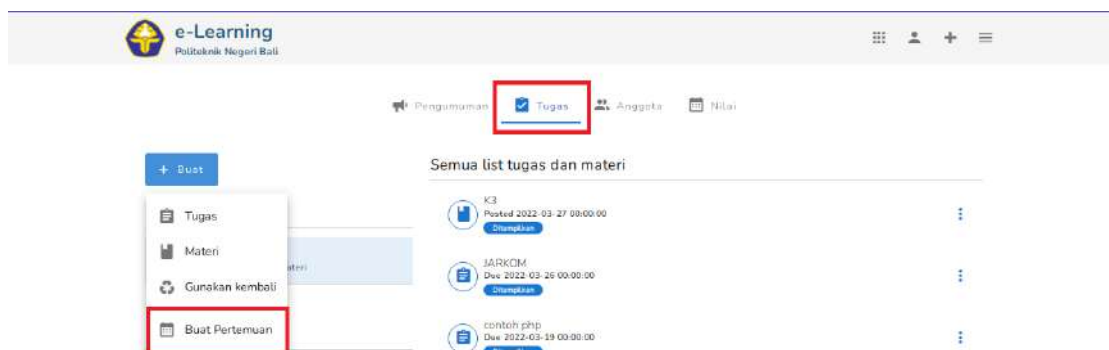 e-Learning
Politeknik Negeri Bali
Pengumuman
Tugas
Anggota
Nilai
+ Buat
Tugas
Materi
Gunakan kembali
Buat Pertemuan
Semua list tugas dan materi
K3
Posted 2022-03-27 00:00:00
Ditampilkan
JARKOM
Due 2022-03-26 00:00:00
Ditampilkan
contoh php
Due 2022-03-19 00:00:00